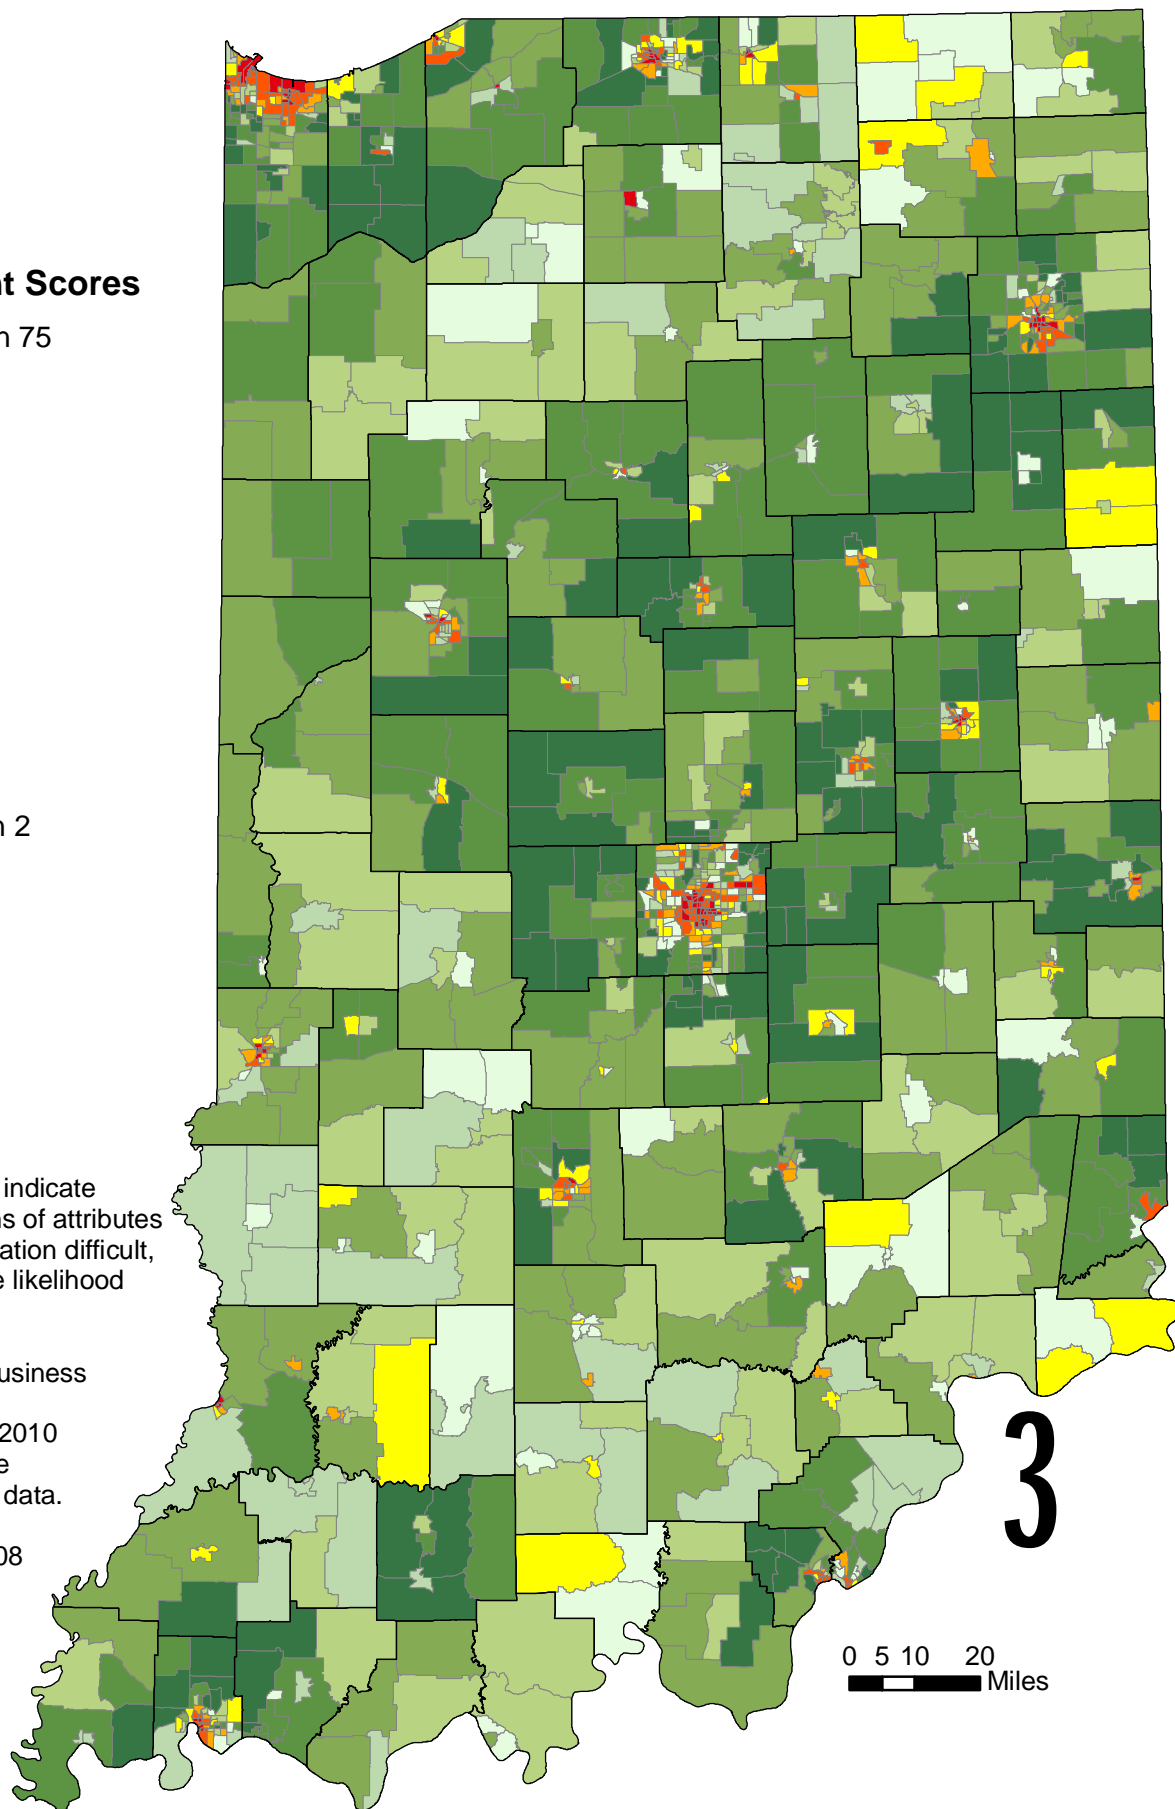 t Scores
n 75
n 2
indicate
ns of attributes
ation difficult,
e likelihood
usiness
2010
e
data.
08
3
0 5 10 20
Miles